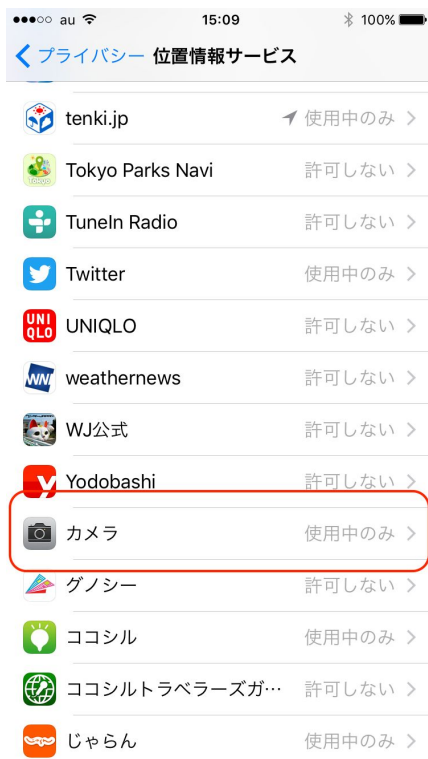 au 15:09 100%
プライバシー 位置情報サービス
tenki.jp 使用中のみ
Tokyo Parks Navi 許可しない
TuneIn Radio 許可しない
Twitter 使用中のみ
UNI QLO UNIQLO 許可しない
WNI weathernews 許可しない
WJ公式 許可しない
Yodobashi 許可しない
カメラ 使用中のみ
グノシー 許可しない
ココシル 使用中のみ
ココシルトラベラーズガ… 許可しない
じゃらん 使用中のみ